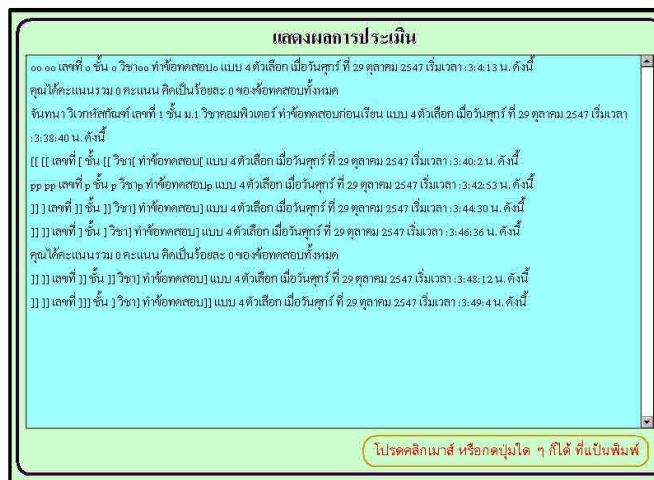 แสดงผลการประเมิน
oo oo เลขที่ o ชั้น o วิชาoo ทำข้อทดสอบo แบบ 4 ตัวเลือก เมื่อวันศุกร์ ที่ 29 ตุลาคม 2547 เริ่มเวลา :3:4:13 น. ดังนี้
คุณได้คะแนนรวม 0 คะแนน คิดเป็นร้อยละ 0 ของข้อทดสอบทั้งหมด
จันทนา วิเวกหัสกัณฑ์ เลขที่ 1 ชั้น ม.1 วิชาคอมพิวเตอร์ ทำข้อทดสอบก่อนเรียน แบบ 4 ตัวเลือก เมื่อวันศุกร์ ที่ 29 ตุลาคม 2547 เริ่มเวลา
:3:38:40 น. ดังนี้
[[ [[ เลขที่ [ ชั้น [[ วิชา[ ทำข้อทดสอบ[ แบบ 4 ตัวเลือก เมื่อวันศุกร์ ที่ 29 ตุลาคม 2547 เริ่มเวลา :3:40:2 น. ดังนี้
pp pp เลขที่ p ชั้น p วิชาp ทำข้อทดสอบp แบบ 4 ตัวเลือก เมื่อวันศุกร์ ที่ 29 ตุลาคม 2547 เริ่มเวลา :3:42:53 น. ดังนี้
]] ] เลขที่ ]] ชั้น ]] วิชา] ทำข้อทดสอบ] แบบ 4 ตัวเลือก เมื่อวันศุกร์ ที่ 29 ตุลาคม 2547 เริ่มเวลา :3:44:30 น. ดังนี้
]] ]] เลขที่ ] ชั้น ] วิชา] ทำข้อทดสอบ] แบบ 4 ตัวเลือก เมื่อวันศุกร์ ที่ 29 ตุลาคม 2547 เริ่มเวลา :3:46:36 น. ดังนี้
คุณได้คะแนนรวม 0 คะแนน คิดเป็นร้อยละ 0 ของข้อทดสอบทั้งหมด
]] ]] เลขที่ ]] ชั้น ]] วิชา] ทำข้อทดสอบ] แบบ 4 ตัวเลือก เมื่อวันศุกร์ ที่ 29 ตุลาคม 2547 เริ่มเวลา :3:48:12 น. ดังนี้
]] ]] เลขที่ ]]] ชั้น ] วิชา] ทำข้อทดสอบ]] แบบ 4 ตัวเลือก เมื่อวันศุกร์ ที่ 29 ตุลาคม 2547 เริ่มเวลา :3:49:4 น. ดังนี้
โปรดคลิกเมาส์ หรือกดปุ่มใด ๆ ก็ได้ ที่แป้นพิมพ์